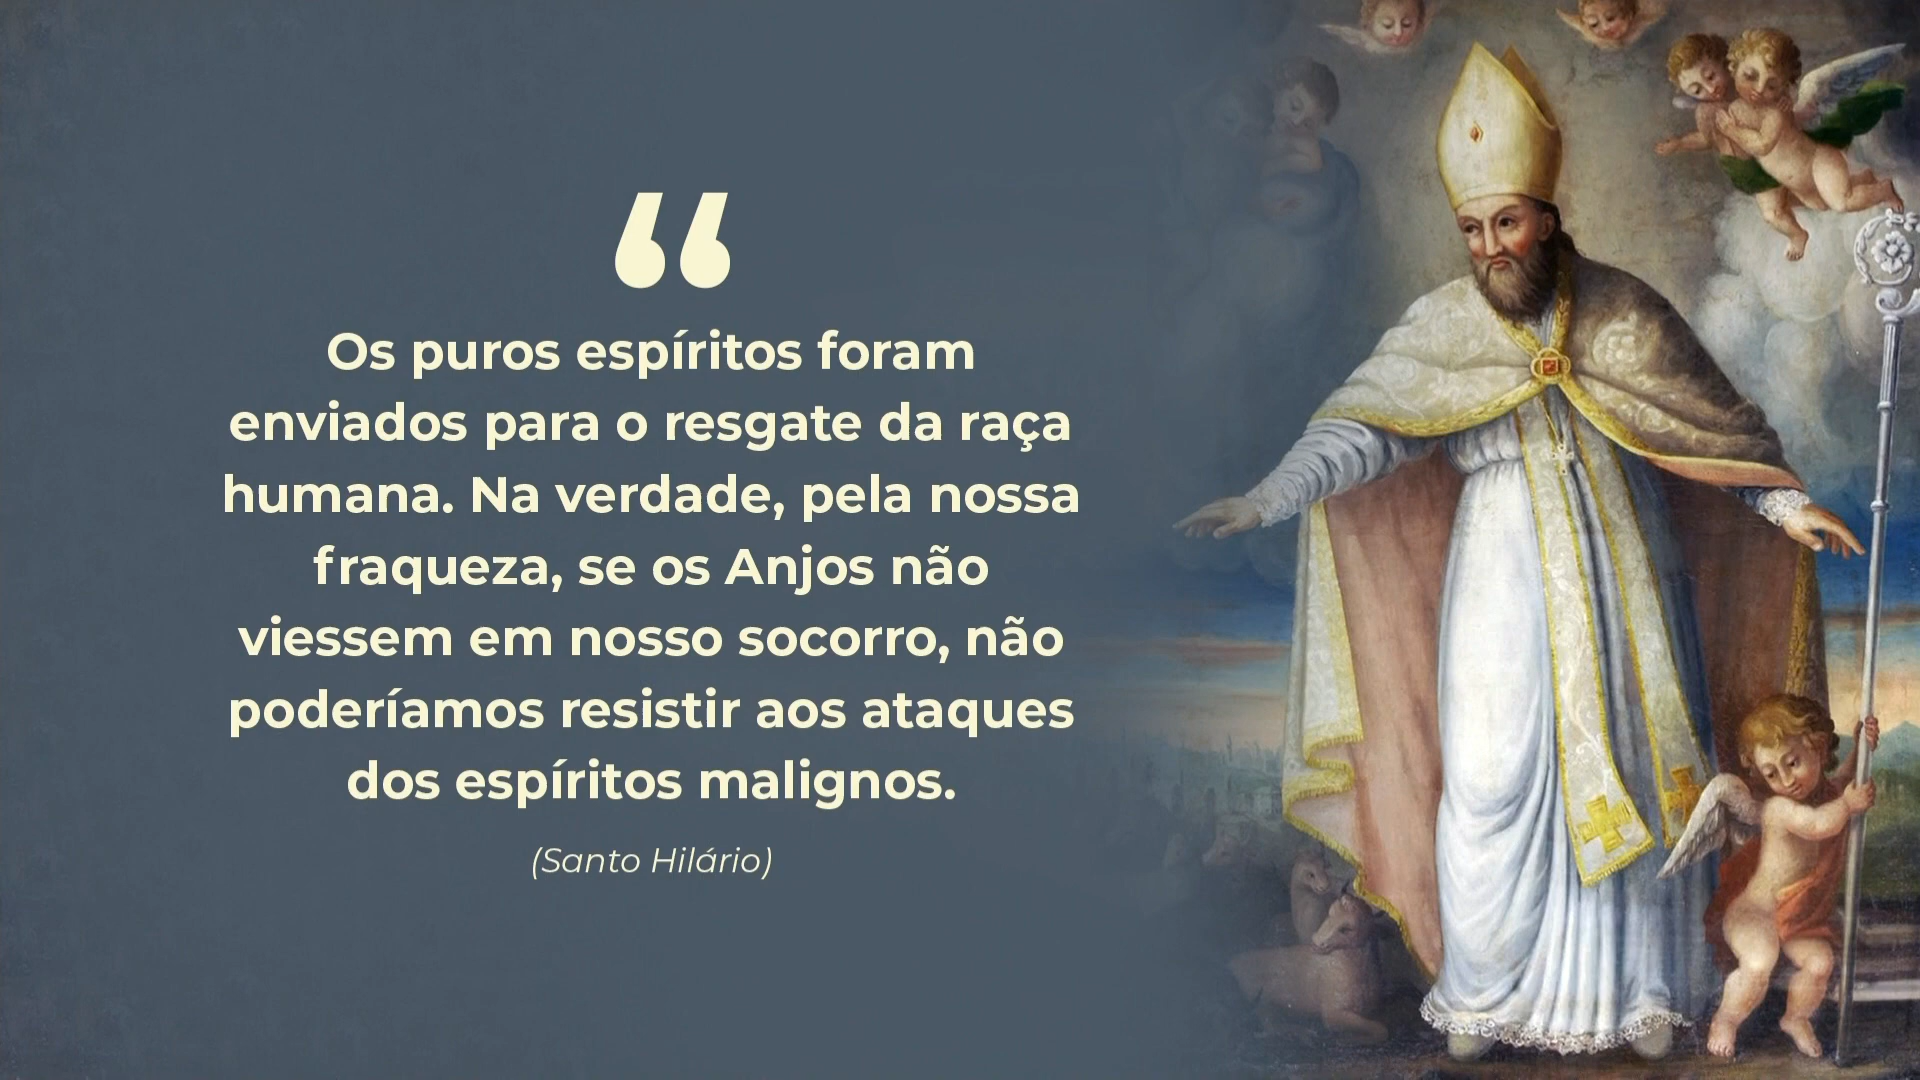 “
Os puros espíritos foram
enviados para o resgate da raça
humana. Na verdade, pela nossa
fraqueza, se os Anjos não
viessem em nosso socorro, não
poderíamos resistir aos ataques
dos espíritos malignos.
(Santo Hilário)